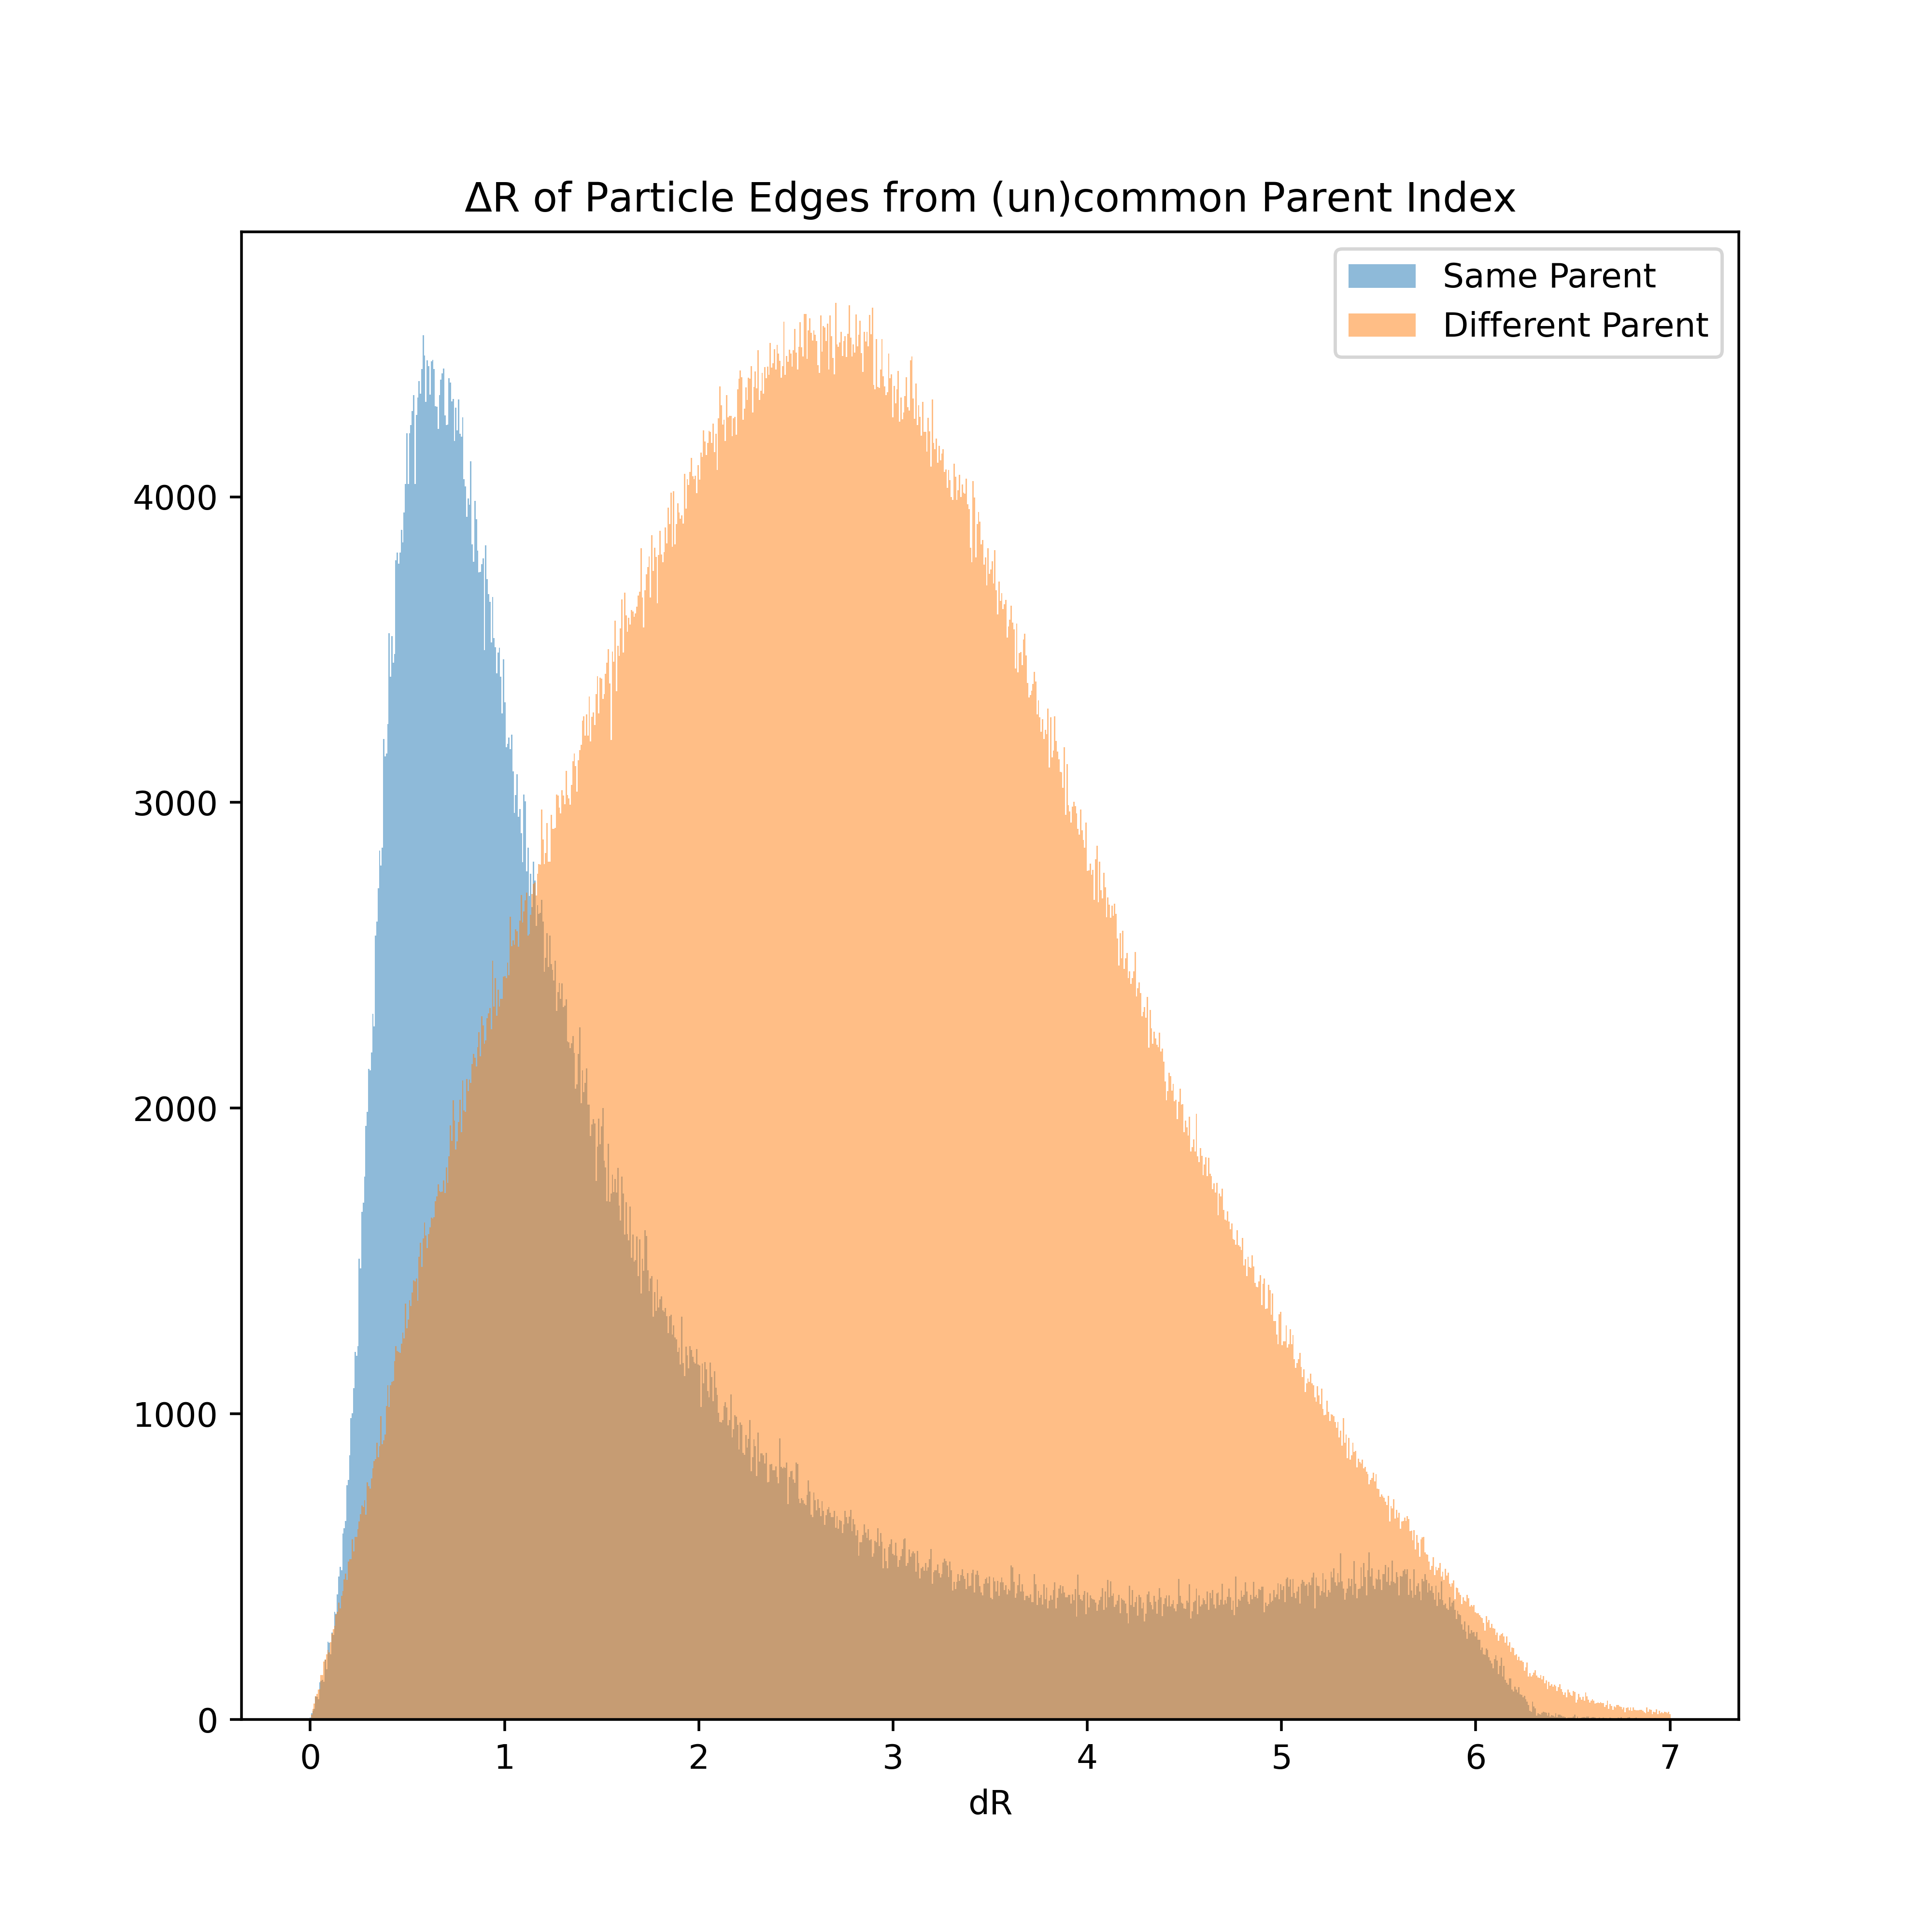 ΔR of Particle Edges from (un)common Parent Index
Same Parent
Different Parent
4000
3000
2000
1000
0
0 1 2 3 4 5 6 7
dR